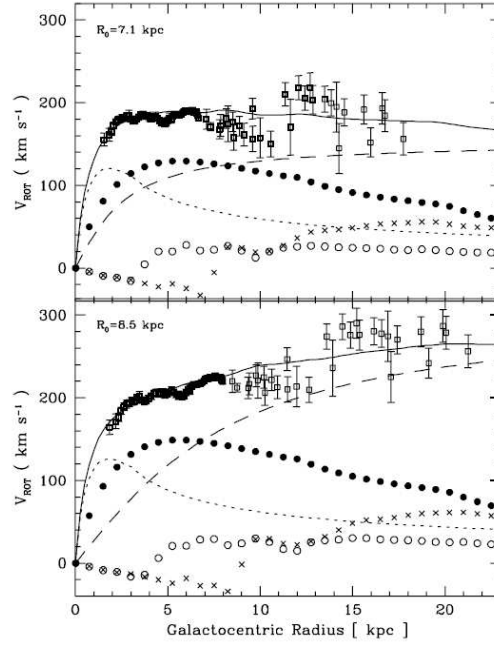 300
R₀=7.1 kpc
200
V_ROT ( km s⁻¹ )
100
0
300
R₀=8.5 kpc
200
V_ROT ( km s⁻¹ )
100
0
0 5 10 15 20
Galactocentric Radius [ kpc ]